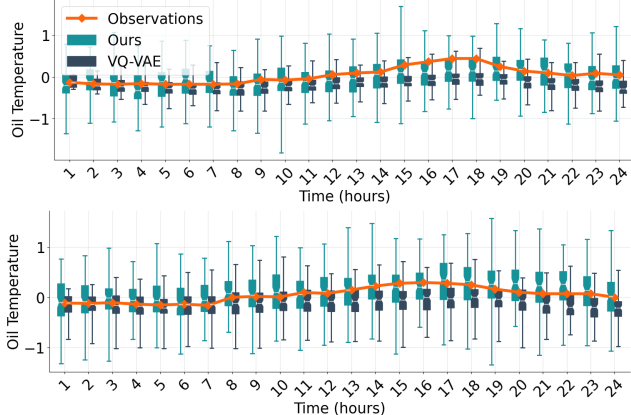 Observations
Ours
VQ-VAE
Oil Temperature
1
0
−1
1 2 3 4 5 6 7 8 9 10 11 12 13 14 15 16 17 18 19 20 21 22 23 24
Time (hours)
Oil Temperature
1
0
−1
1 2 3 4 5 6 7 8 9 10 11 12 13 14 15 16 17 18 19 20 21 22 23 24
Time (hours)